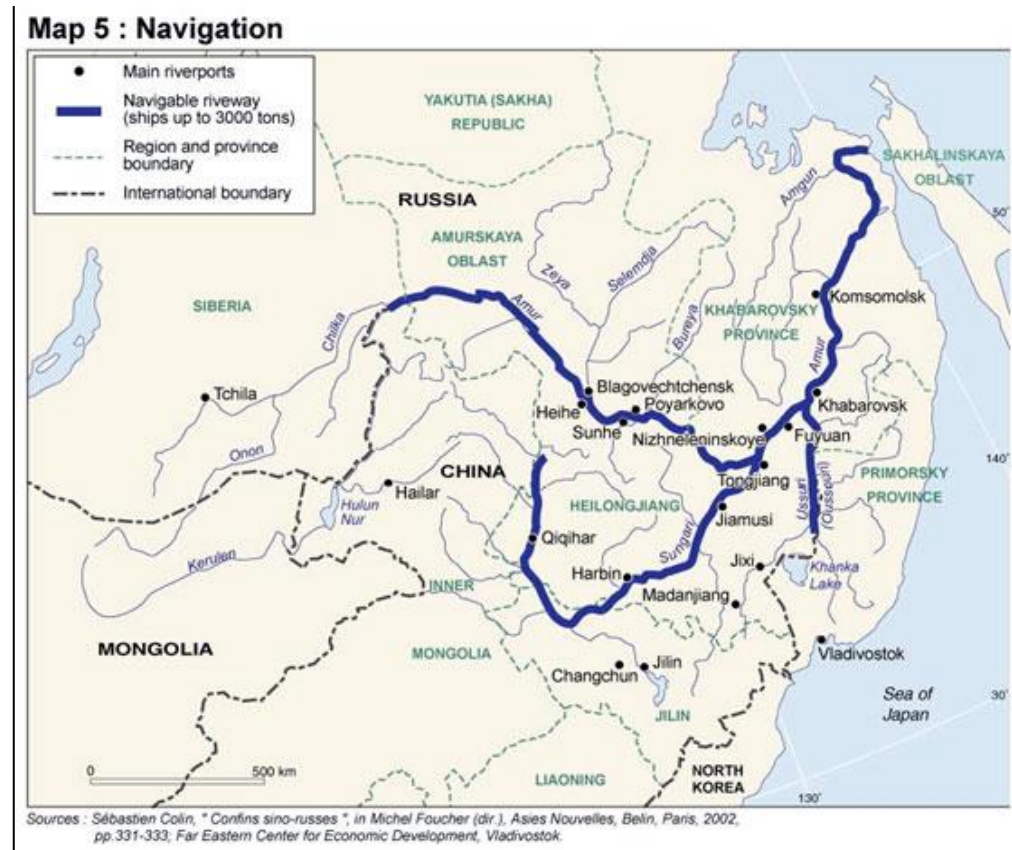 Map 5 : Navigation
Main riverports
Navigable riveway
(ships up to 3000 tons)
Region and province
boundary
International boundary
YAKUTIA (SAKHA)
REPUBLIC
SAKHALINSKAYA
OBLAST
RUSSIA
Amgun
50°
AMURSKAYA
OBLAST
Zeya
Selemdja
SIBERIA
Amur
Komsomolsk
Chilka
Bureya
KHABAROVSKY
PROVINCE
Amur
Tchila
Blagovechtchensk
Heihe
Poyarkovo
Khabarovsk
Sunhe
Nizhneleninskoye
Fuyuan
Onon
CHINA
140°
Tongjiang
PRIMORSKY
PROVINCE
Hailar
Hulun
Nur
HEILONGJIANG
Jiamusi
Ussuri
(Oussouri)
Qiqihar
Sungari
Kerulen
Harbin
Jixi
Khanka
Lake
INNER
Madanjiang
MONGOLIA
MONGOLIA
Vladivostok
Changchun
Jilin
Sea of
Japan
30°
JILIN
0
500 km
LIAONING
NORTH
KOREA
130°
Sources : Sébastien Colin, " Confins sino-russes ", in Michel Foucher (dir.), Asies Nouvelles, Belin, Paris, 2002,
pp.331-333; Far Eastern Center for Economic Development, Vladivostok.